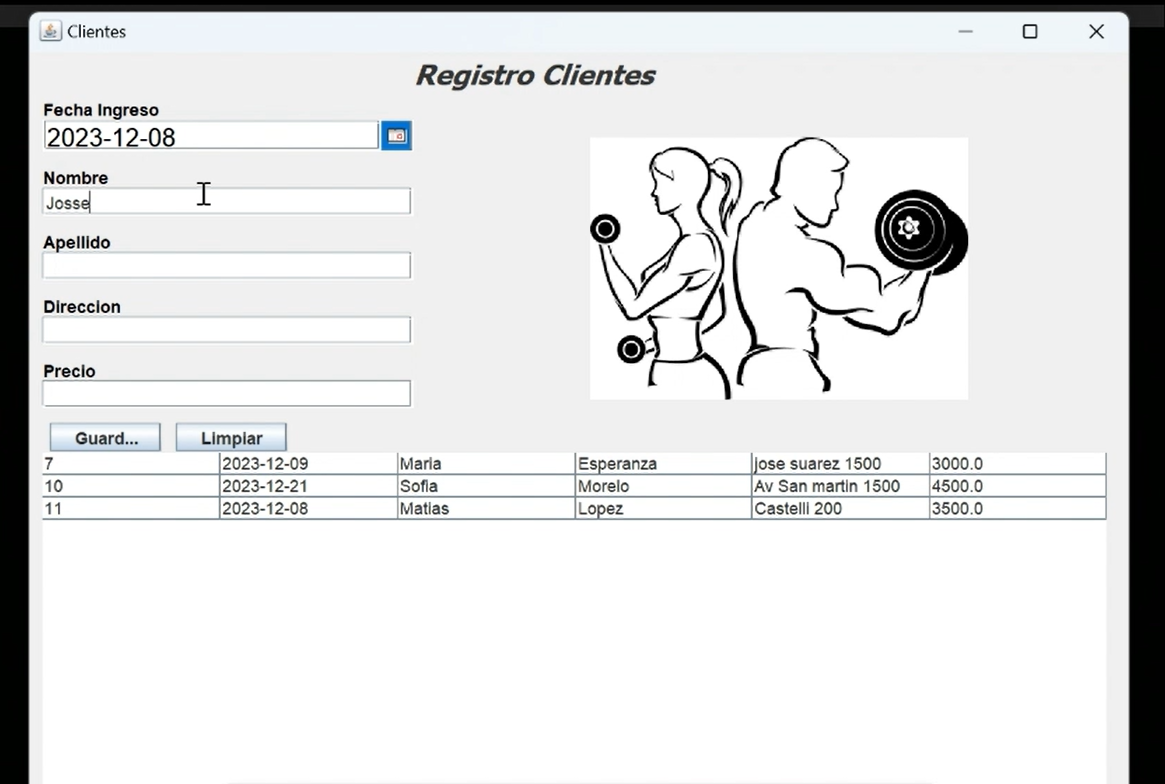 Clientes
Registro Clientes
Fecha Ingreso
2023-12-08
Nombre
Josse
Apellido
Direccion
Precio
Guard... Limpiar
7 2023-12-09 Maria Esperanza jose suarez 1500 3000.0
10 2023-12-21 Sofia Morelo Av San martin 1500 4500.0
11 2023-12-08 Matias Lopez Castelli 200 3500.0